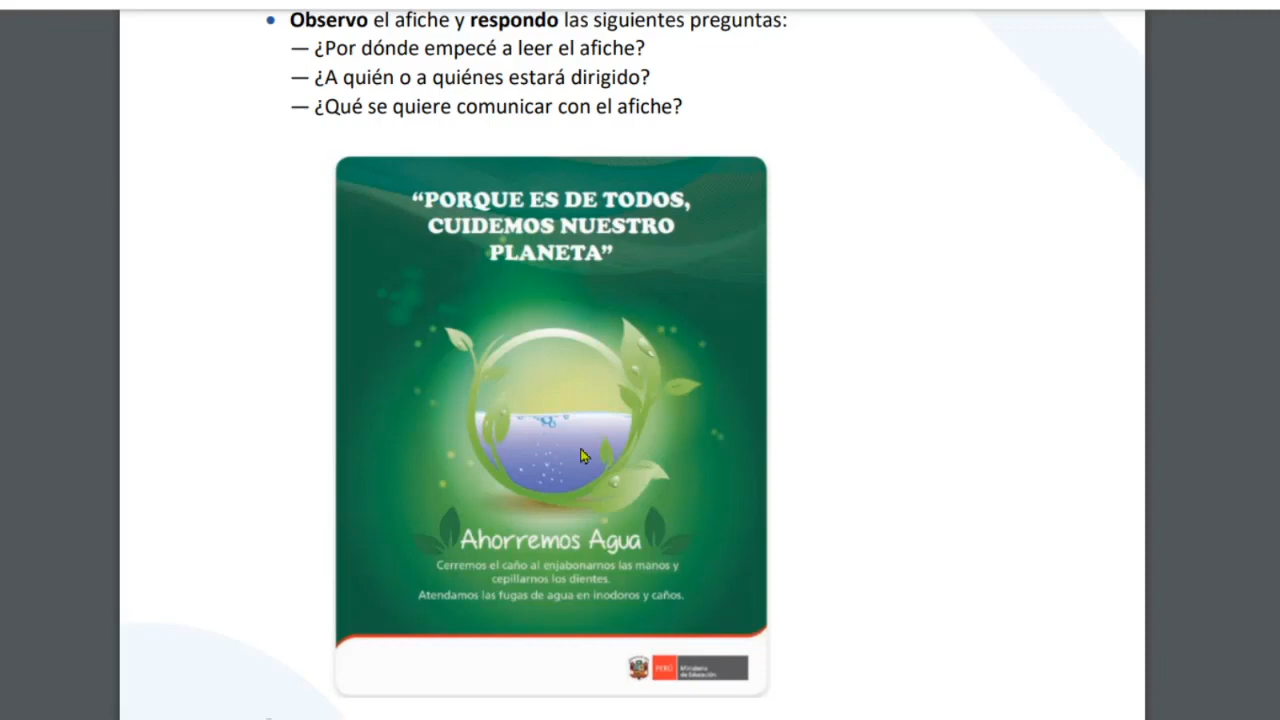 • Observo el afiche y respondo las siguientes preguntas:
— ¿Por dónde empecé a leer el afiche?
— ¿A quién o a quiénes estará dirigido?
— ¿Qué se quiere comunicar con el afiche?
“PORQUE ES DE TODOS,
CUIDEMOS NUESTRO
PLANETA”
Ahorremos Agua
Cerremos el caño al enjabonarnos las manos y
cepillarnos los dientes.
Atendamos las fugas de agua en inodoros y caños.
PERÚ
Ministerio
de Educación